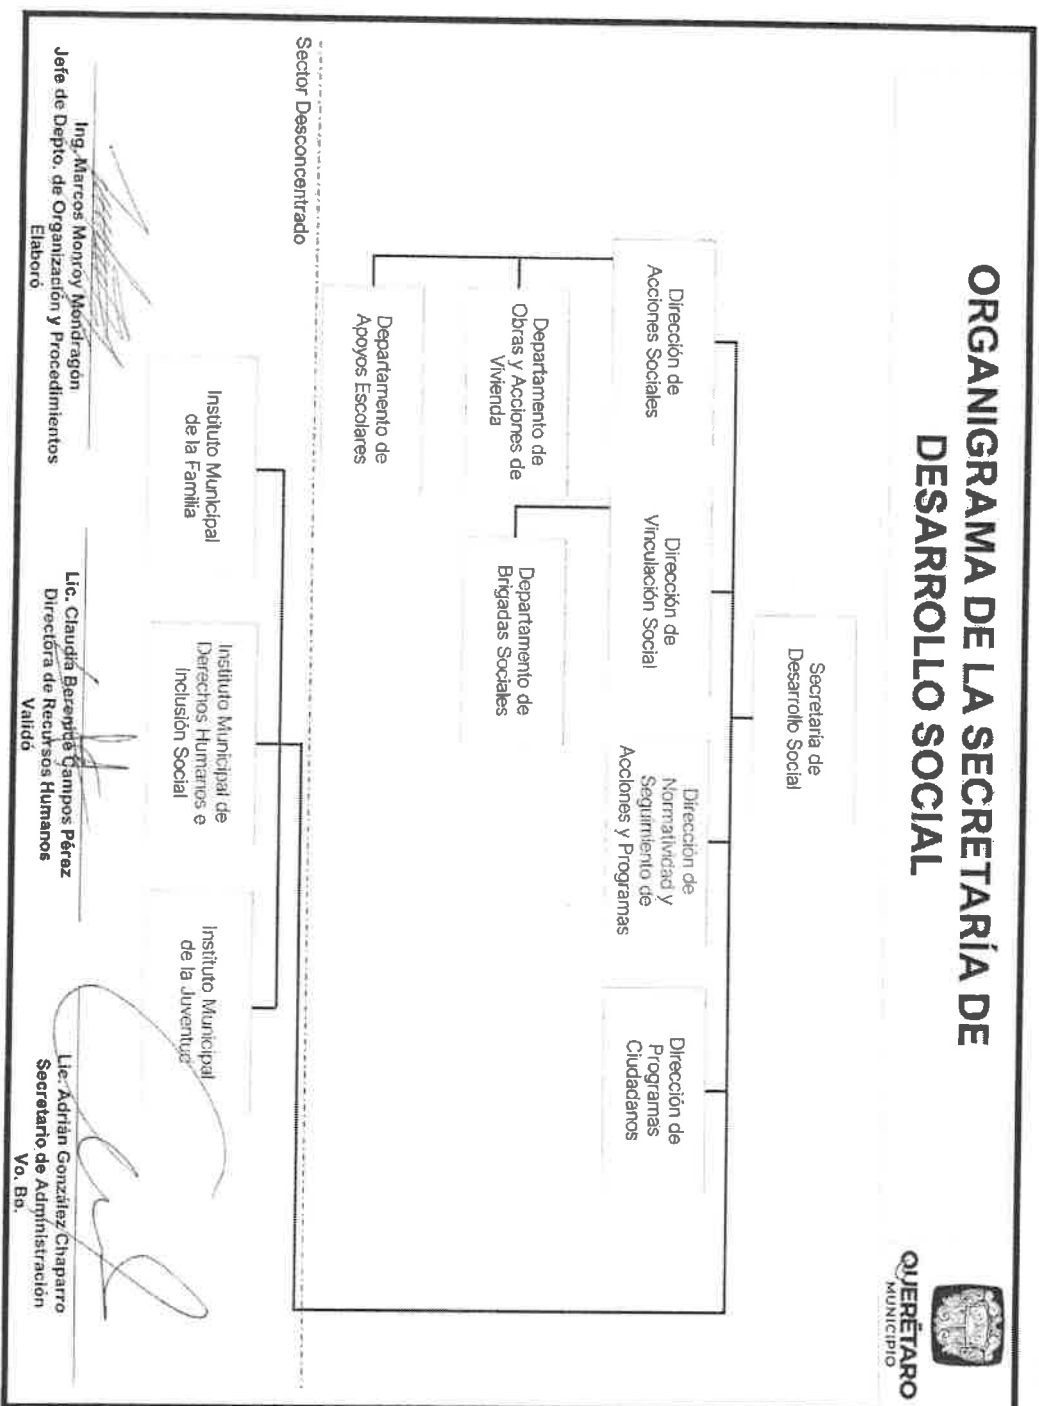 ORGANIGRAMA DE LA SECRETARÍA DE
DESARROLLO SOCIAL
QUERÉTARO
MUNICIPIO
Secretaría de
Desarrollo Social
Dirección de
Acciones Sociales
Dirección de
Vinculación Social
Dirección de
Normatividad y
Seguimiento de
Acciones y Programas
Dirección de
Programas
Ciudadanos
Departamento de
Obras y Acciones de
Vivienda
Departamento de
Brigadas Sociales
Departamento de
Apoyos Escolares
Sector Desconcentrado
Instituto Municipal
de la Familia
Instituto Municipal de
Derechos Humanos e
Inclusión Social
Instituto Municipal
de la Juventud
Ing. Marcos Monroy Mondragón
Jefe de Depto. de Organización y Procedimientos
Elaboró
Lic. Claudia Berenice Campos Pérez
Directora de Recursos Humanos
Validó
Lic. Adrián González Chaparro
Secretario de Administración
Vo. Bo.